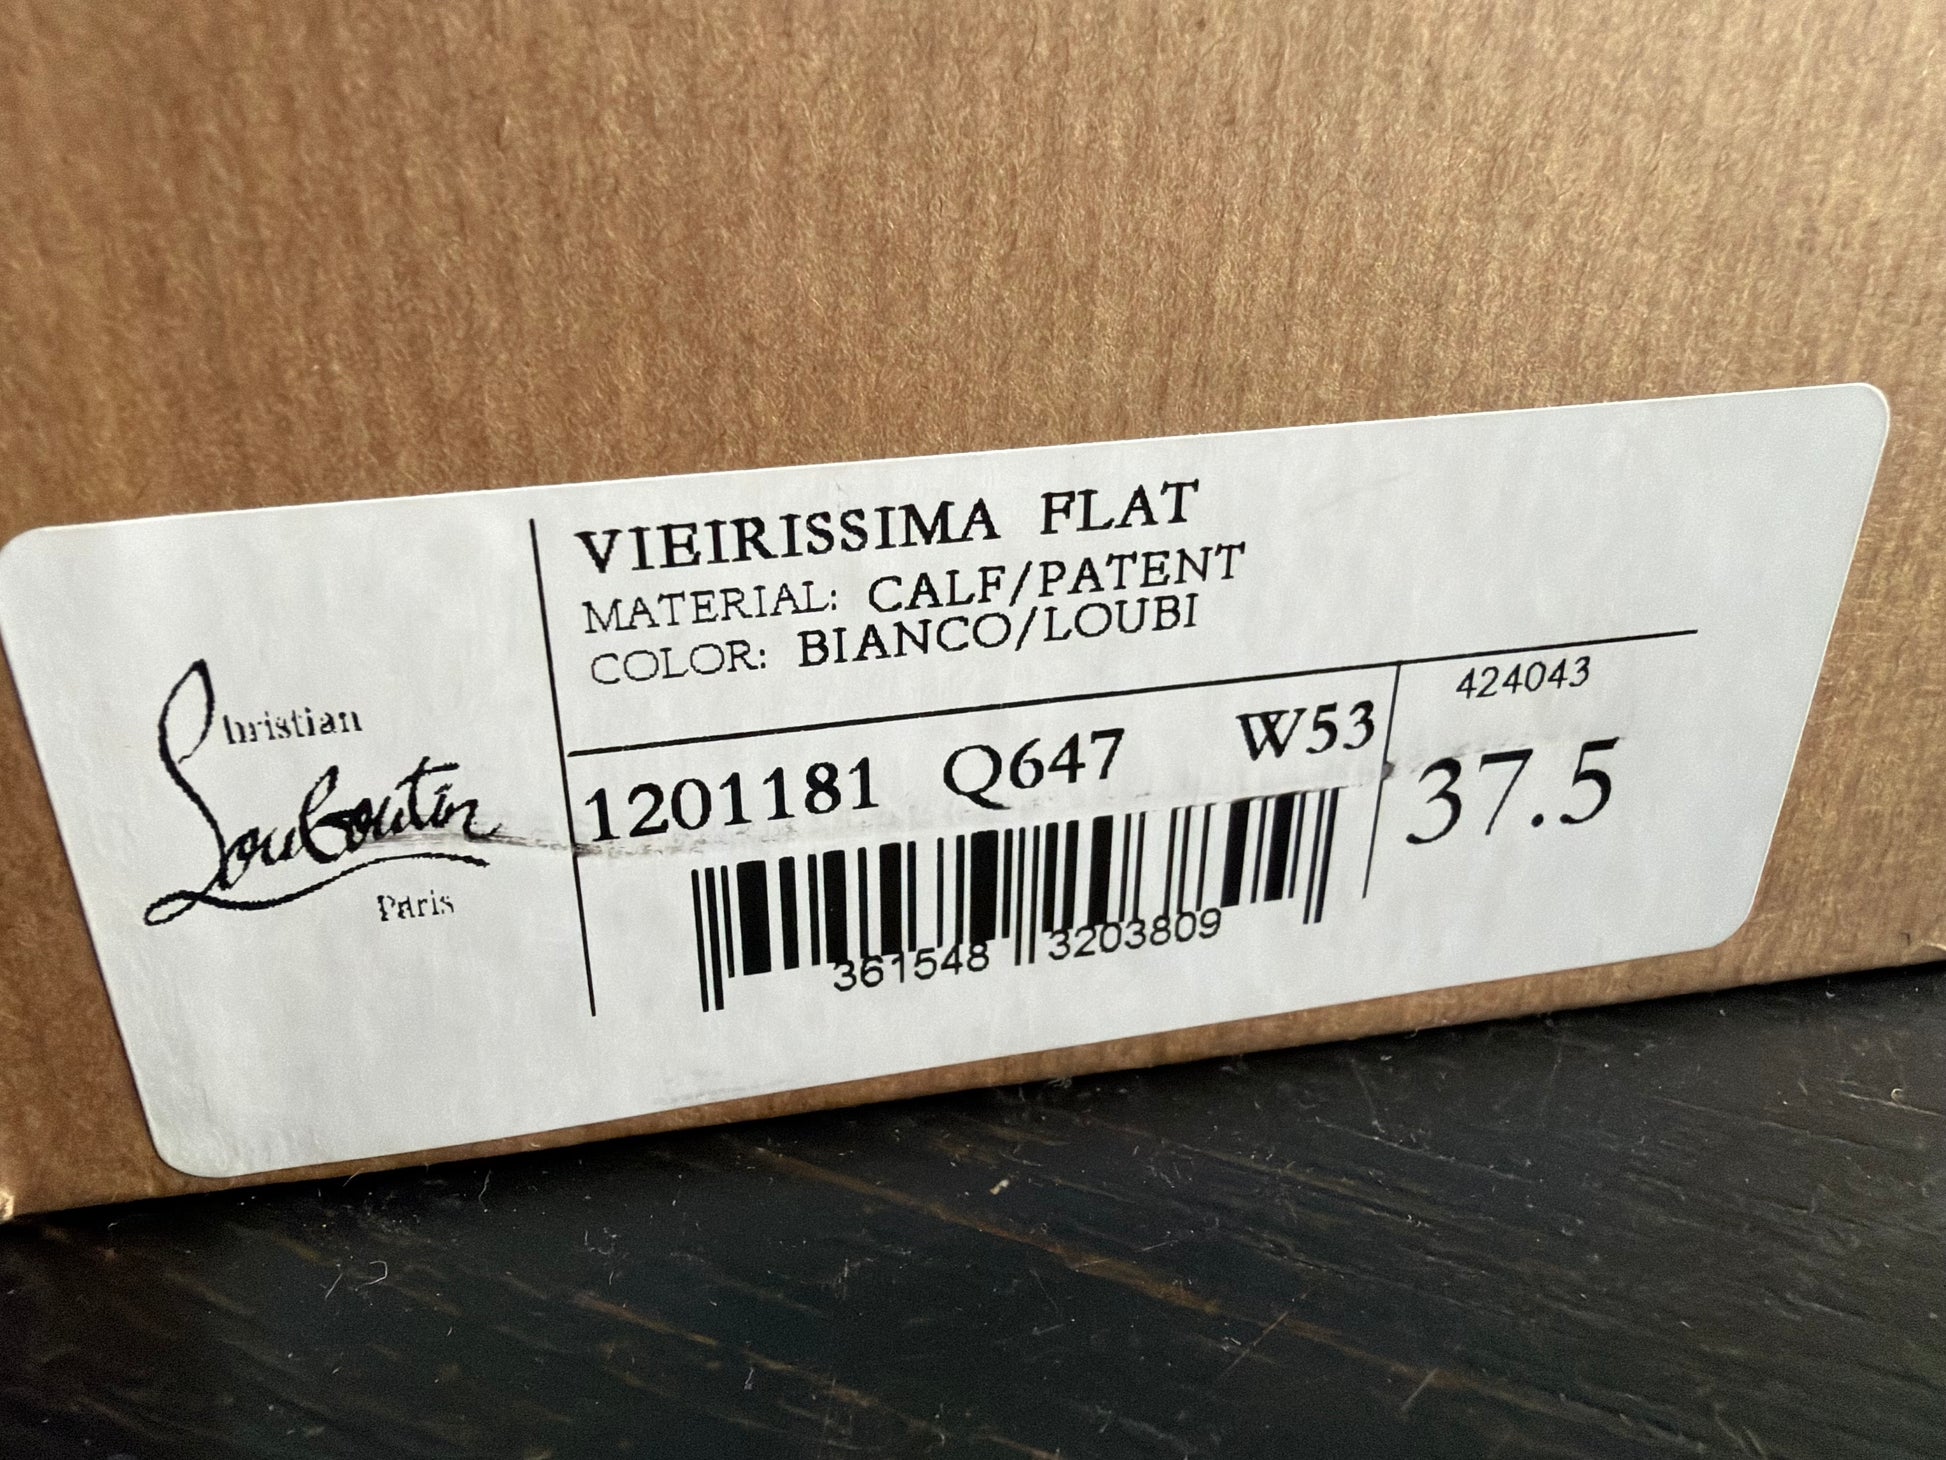 Christian
Louboutin
Paris
VIEIRISSIMA FLAT
MATERIAL: CALF/PATENT
COLOR: BIANCO/LOUBI
1201181 Q647 W53
424043
37.5
361548 3203809